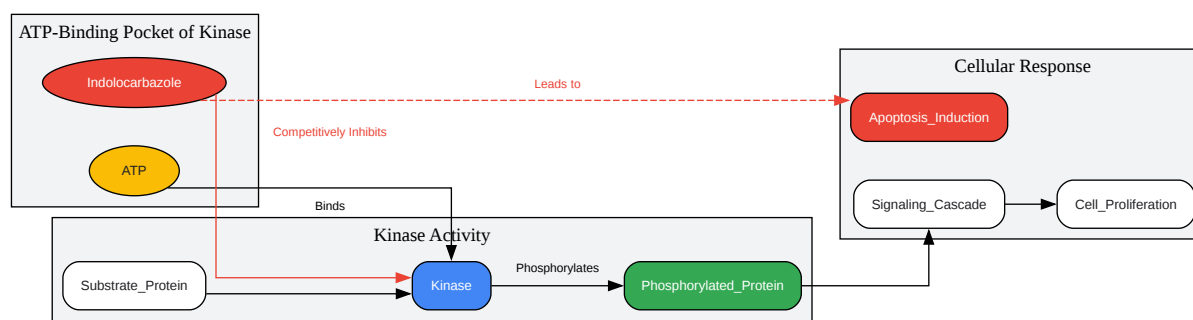 ATP-Binding Pocket of Kinase
Indolocarbazole
ATP
Leads to
Competitively Inhibits
Binds
Cellular Response
Apoptosis_Induction
Signaling_Cascade
Cell_Proliferation
Kinase Activity
Substrate_Protein
Kinase
Phosphorylates
Phosphorylated_Protein